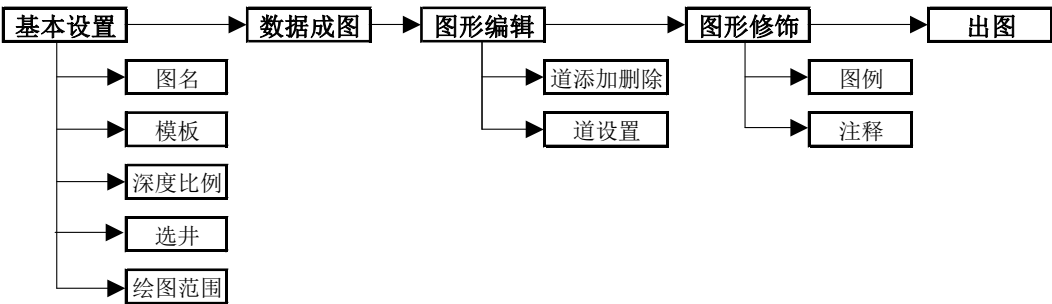 基本设置
数据成图
图形编辑
图形修饰
出图
图名
道添加删除
图例
模板
道设置
注释
深度比例
选井
绘图范围